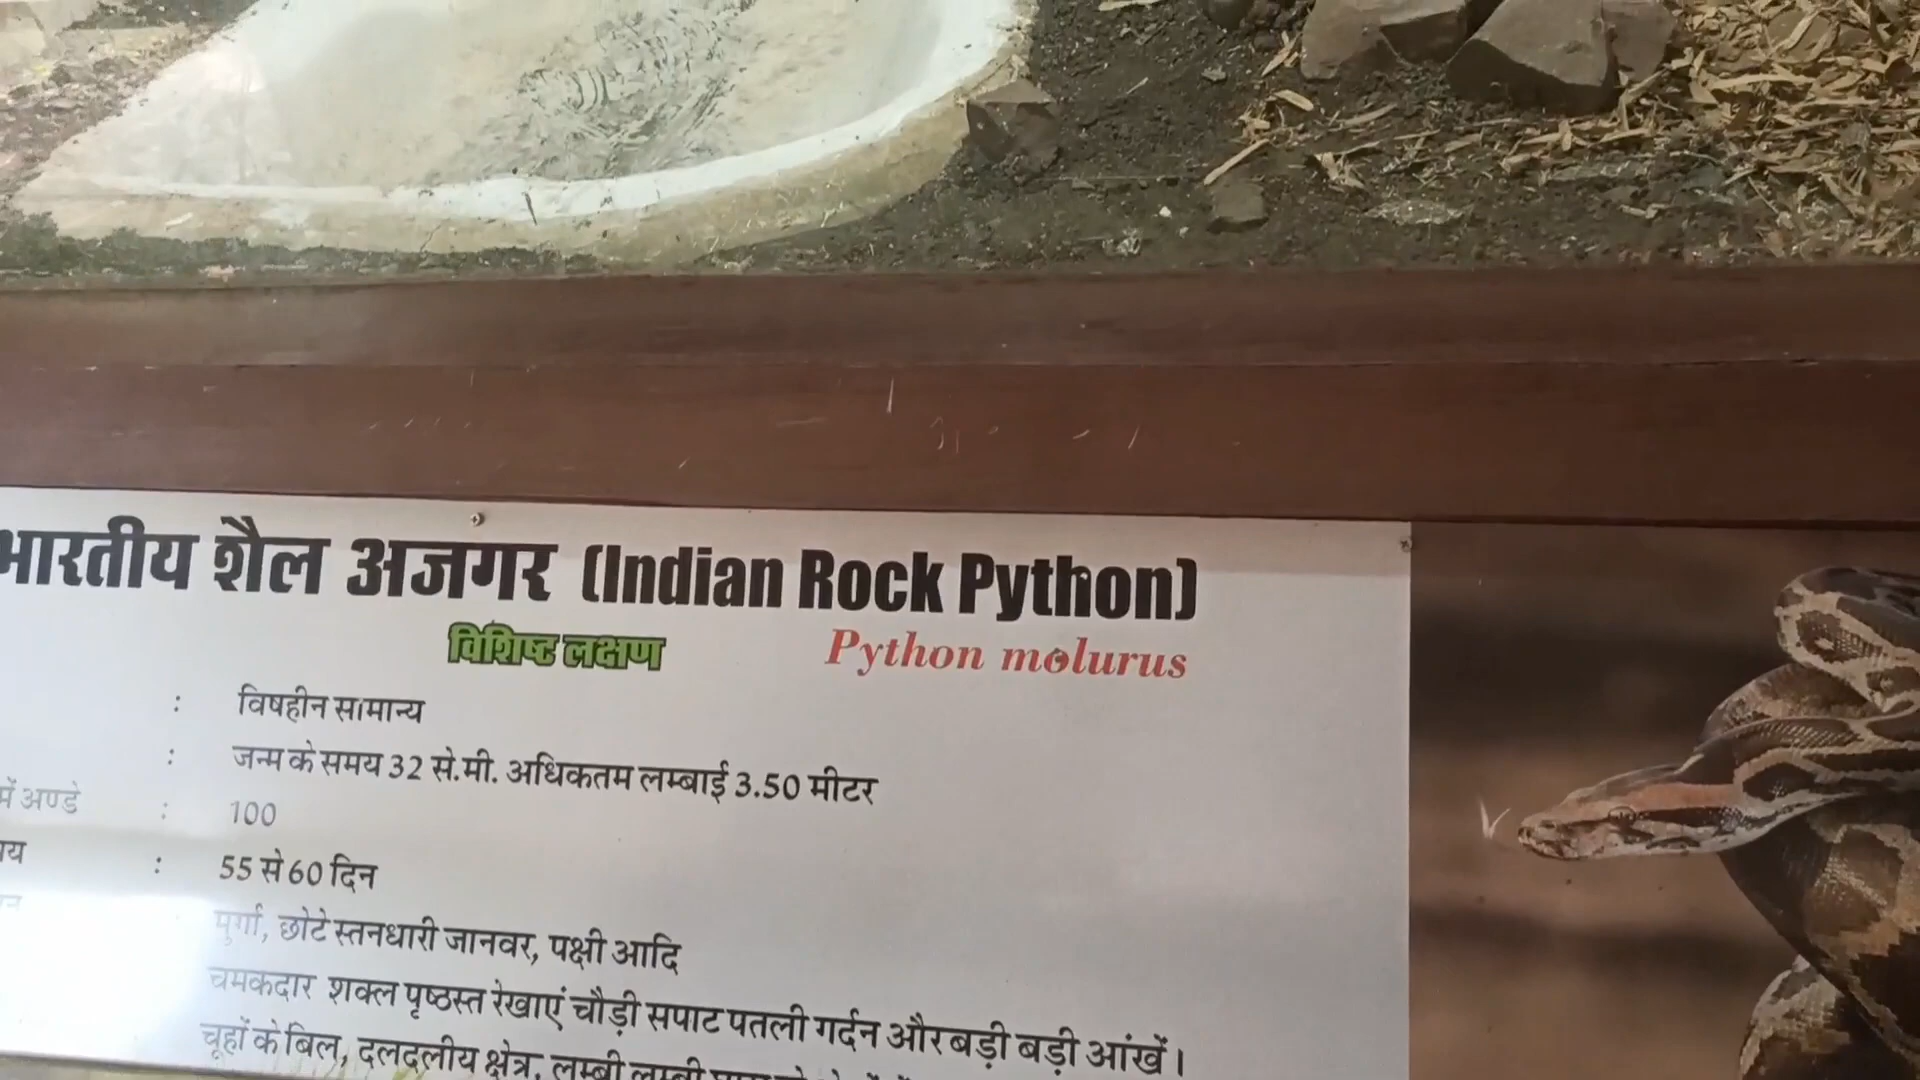 भारतीय शैल अजगर (Indian Rock Python)
विशिष्ट लक्षण Python molurus
: विषहीन सामान्य
: जन्म के समय 32 से.मी. अधिकतम लम्बाई 3.50 मीटर
में अण्डे : 100
: 55 से 60 दिन
मुर्गा, छोटे स्तनधारी जानवर, पक्षी आदि
चमकदार शक्ल पृष्ठस्त रेखाएं चौड़ी सपाट पतली गर्दन और बड़ी बड़ी आंखें।
चूहों के बिल, दलदलीय क्षेत्र, लम्बी लम्बी